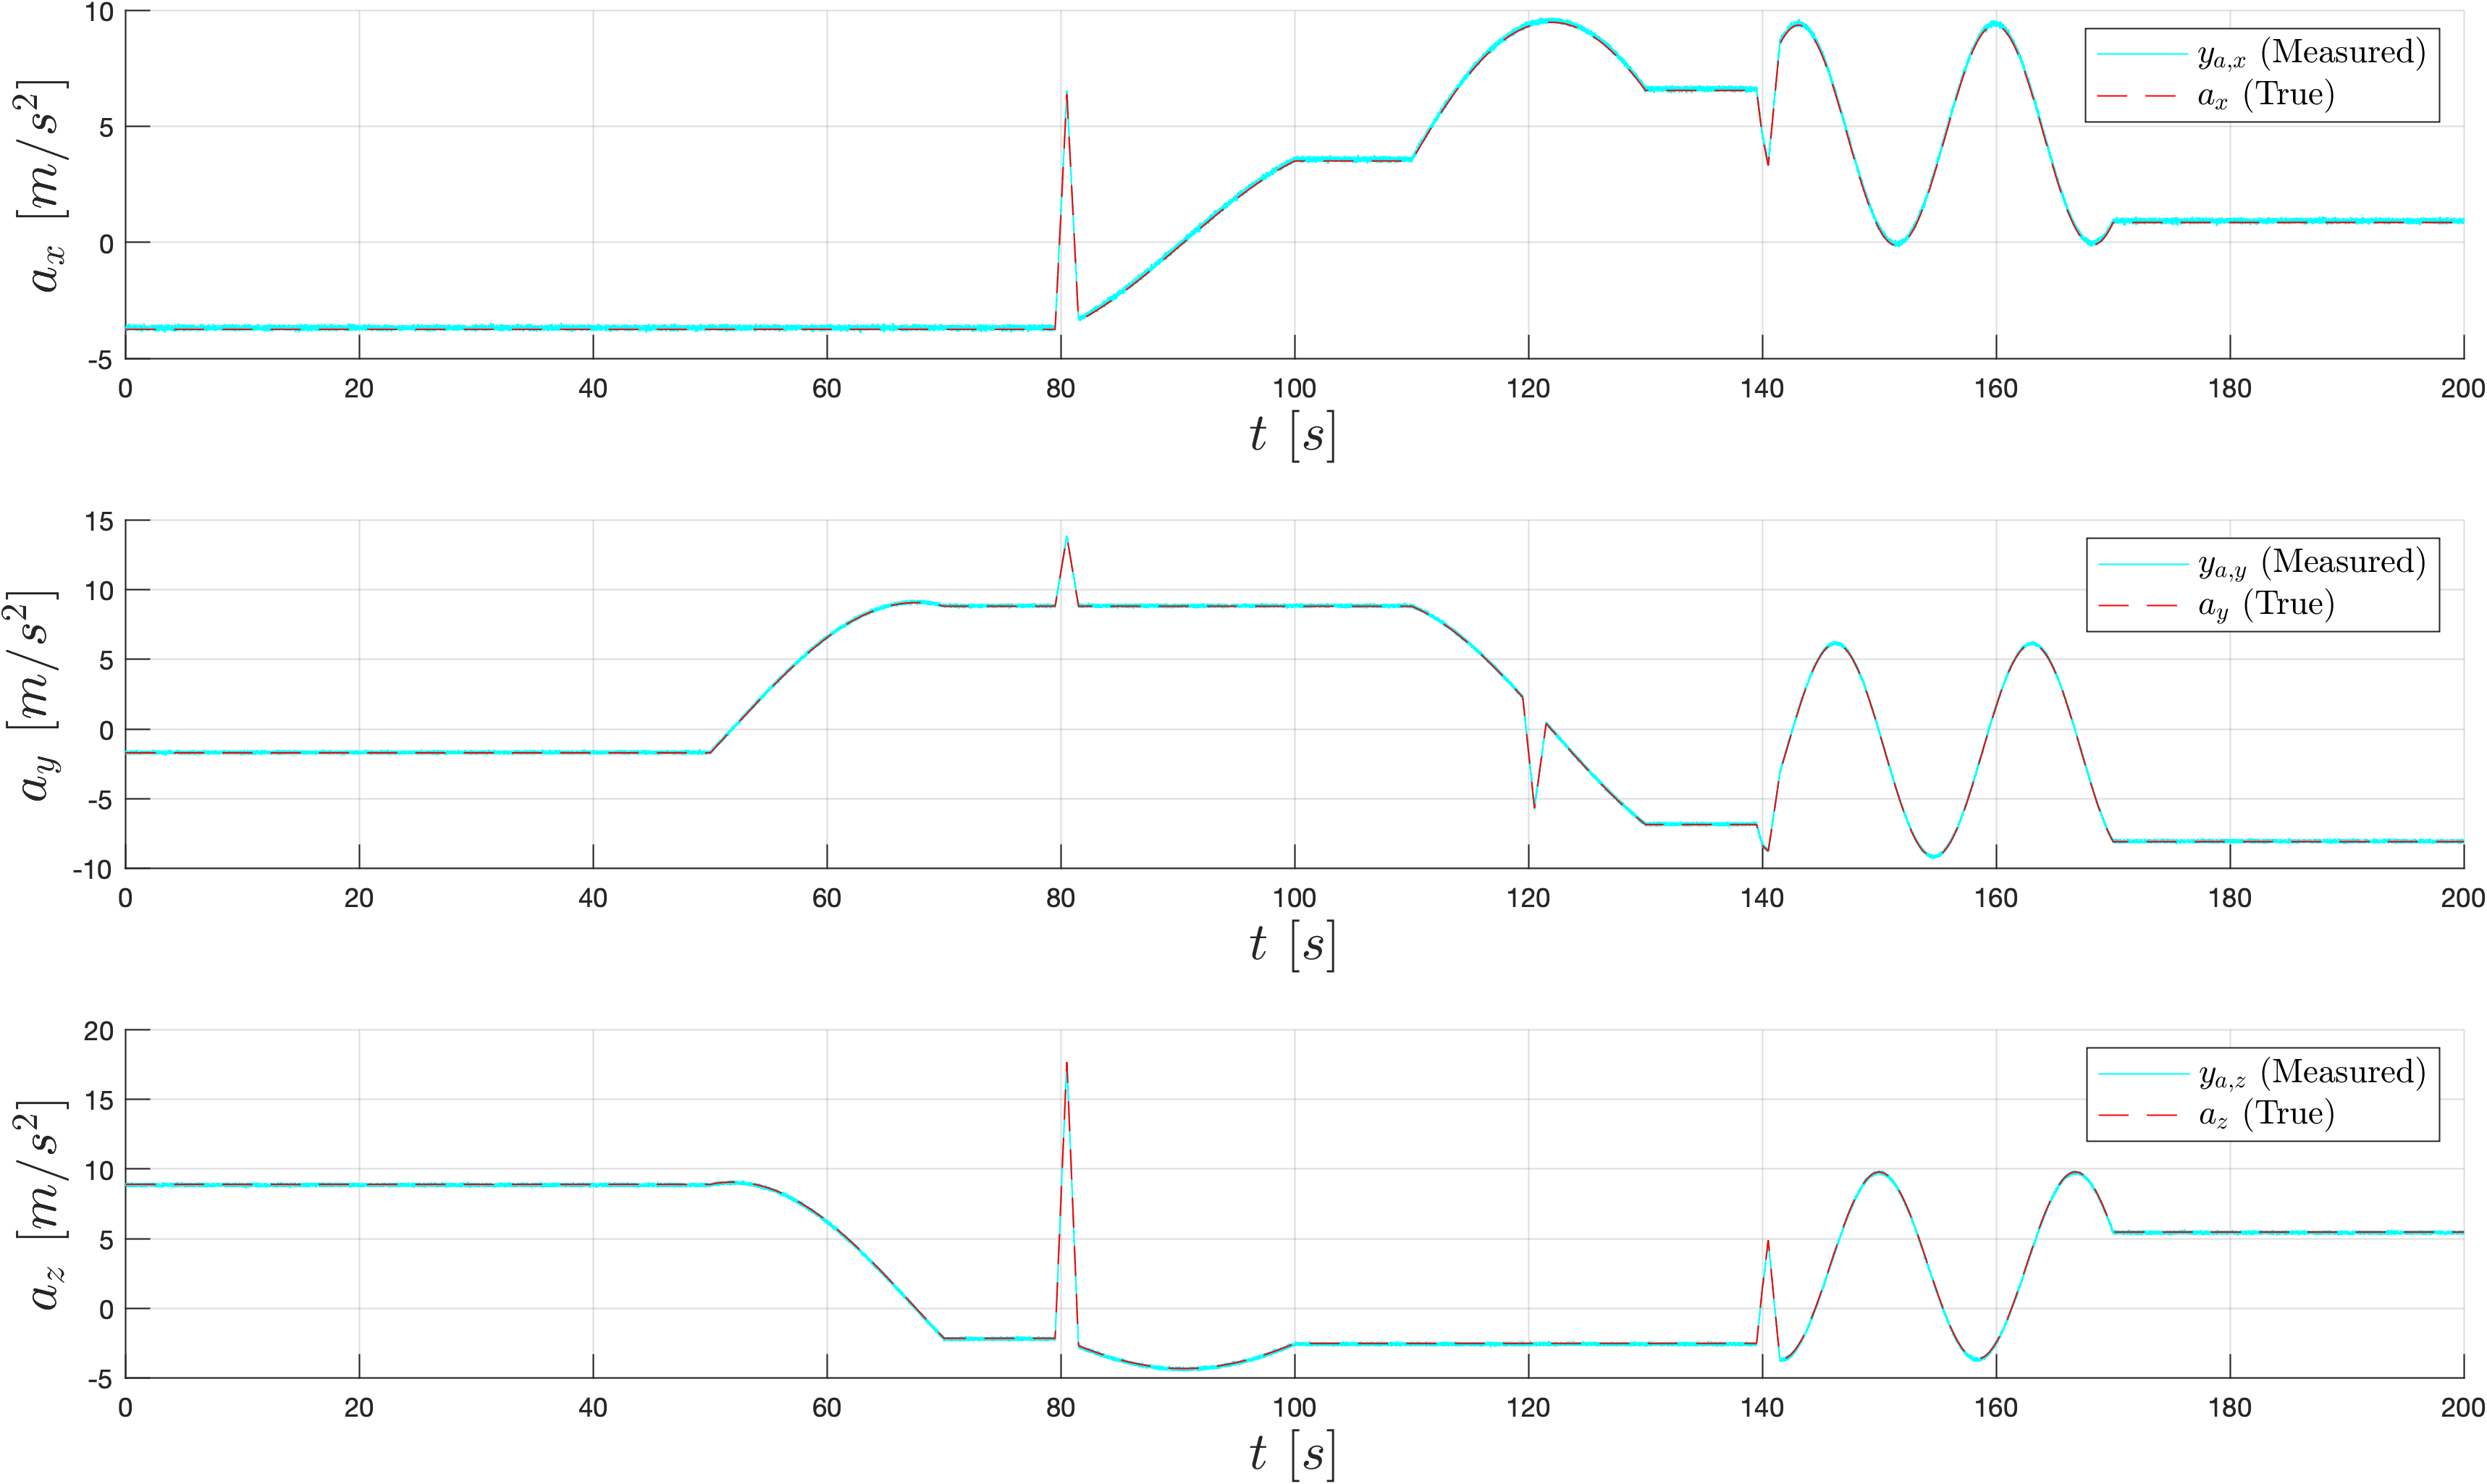 10
5
0
-5
a_x [m/s^2]
0 20 40 60 80 100 120 140 160 180 200
t [s]
y_{a,x} (Measured)
a_x (True)
15
10
5
0
-5
-10
a_y [m/s^2]
0 20 40 60 80 100 120 140 160 180 200
t [s]
y_{a,y} (Measured)
a_y (True)
20
15
10
5
0
-5
a_z [m/s^2]
0 20 40 60 80 100 120 140 160 180 200
t [s]
y_{a,z} (Measured)
a_z (True)